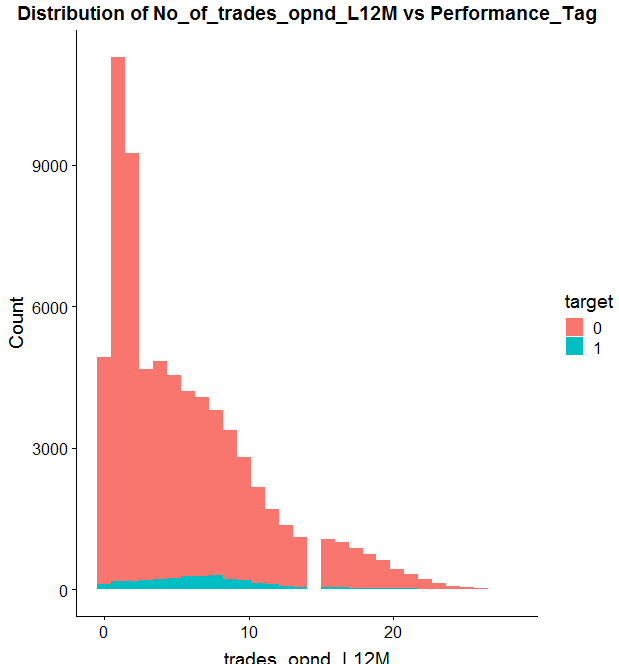 Distribution of No_of_trades_opnd_L12M vs Performance_Tag
9000
6000
3000
0
Count
0
10
20
trades_opnd_L12M
target
0
1